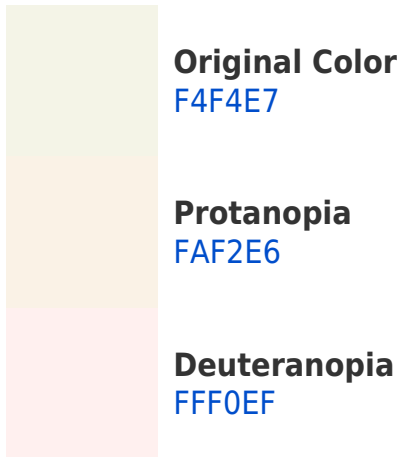 Original Color
F4F4E7
Protanopia
FAF2E6
Deuteranopia
FFF0EF